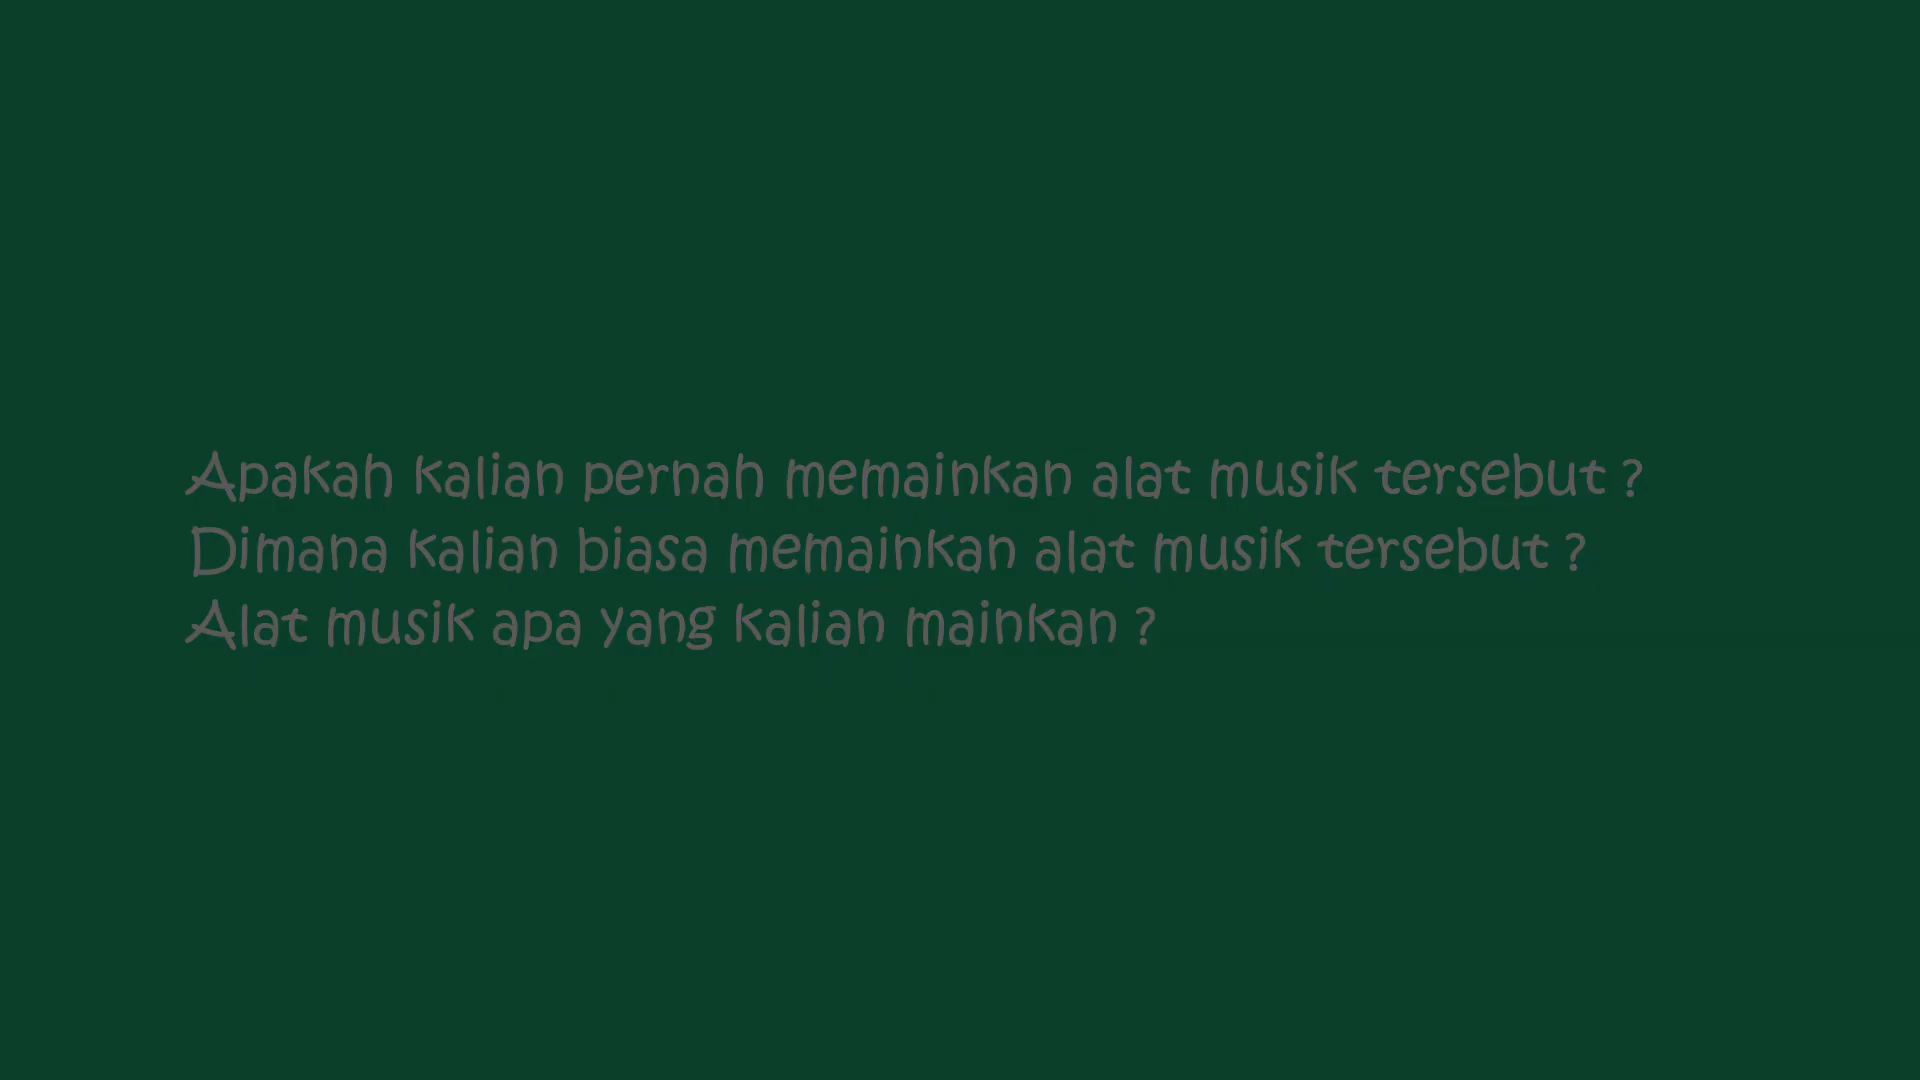 Apakah kalian pernah memainkan alat musik tersebut ?
Dimana kalian biasa memainkan alat musik tersebut ?
Alat musik apa yang kalian mainkan ?